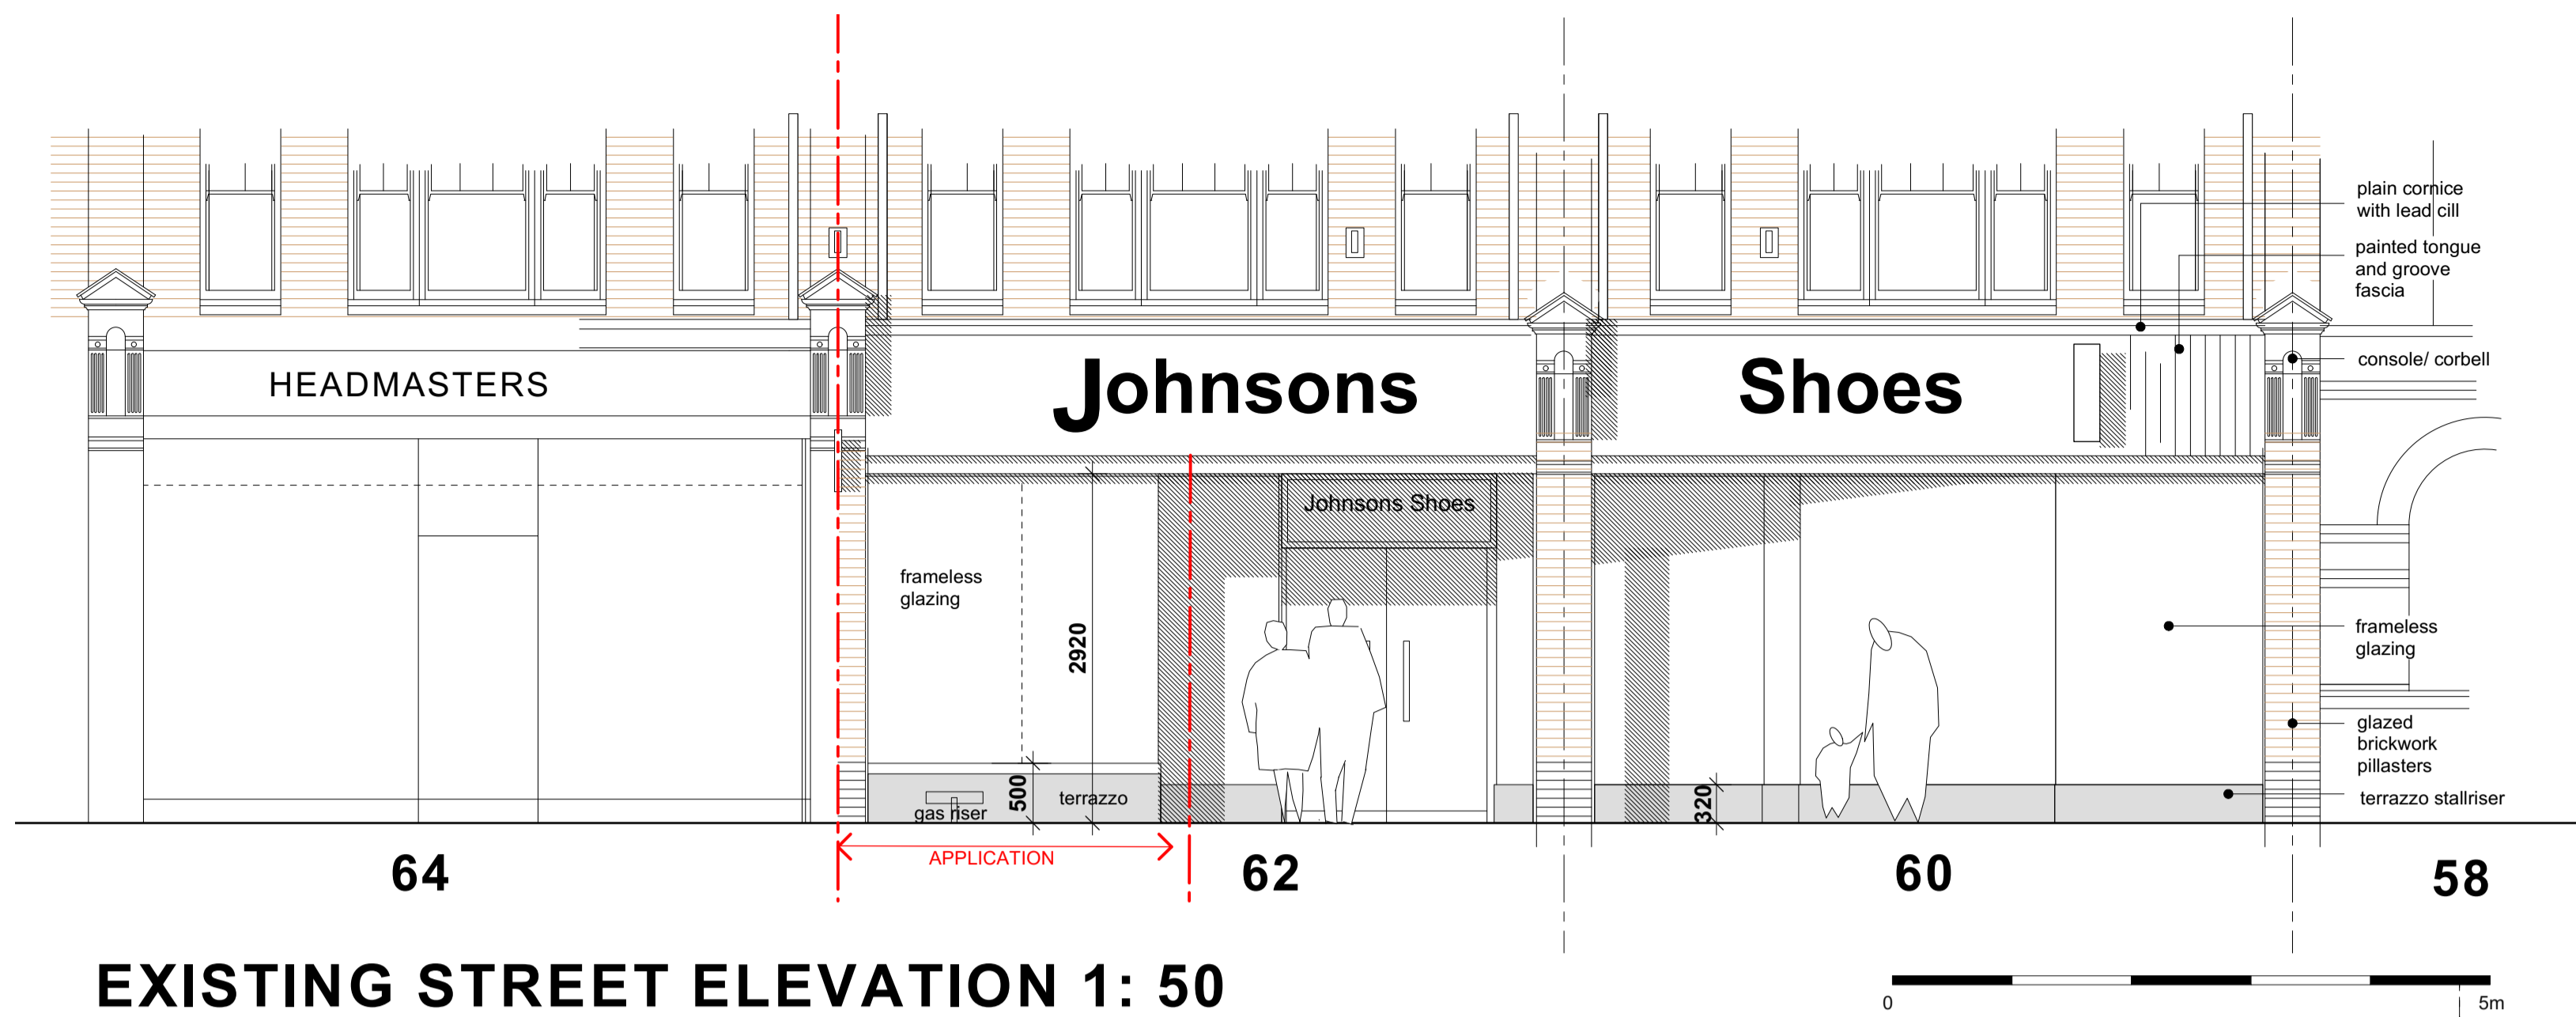 plain cornice
with lead cill
painted tongue
and groove
fascia
console/ corbell
HEADMASTERS
Johnsons
Shoes
Johnsons Shoes
frameless
glazing
2920
frameless
glazing
glazed
brickwork
pillasters
500
terrazzo
gas riser
320
terrazzo stallriser
APPLICATION
64
62
60
58
EXISTING STREET ELEVATION 1: 50
0
5m